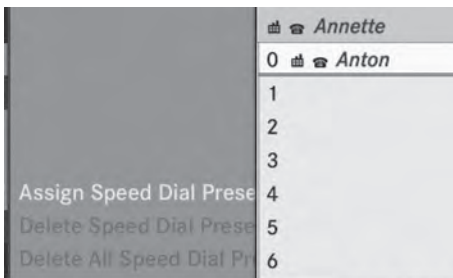 Annette
0 Anton
1
2
3
Assign Speed Dial Prese 4
Delete Speed Dial Prese 5
Delete All Speed Dial Pr 6